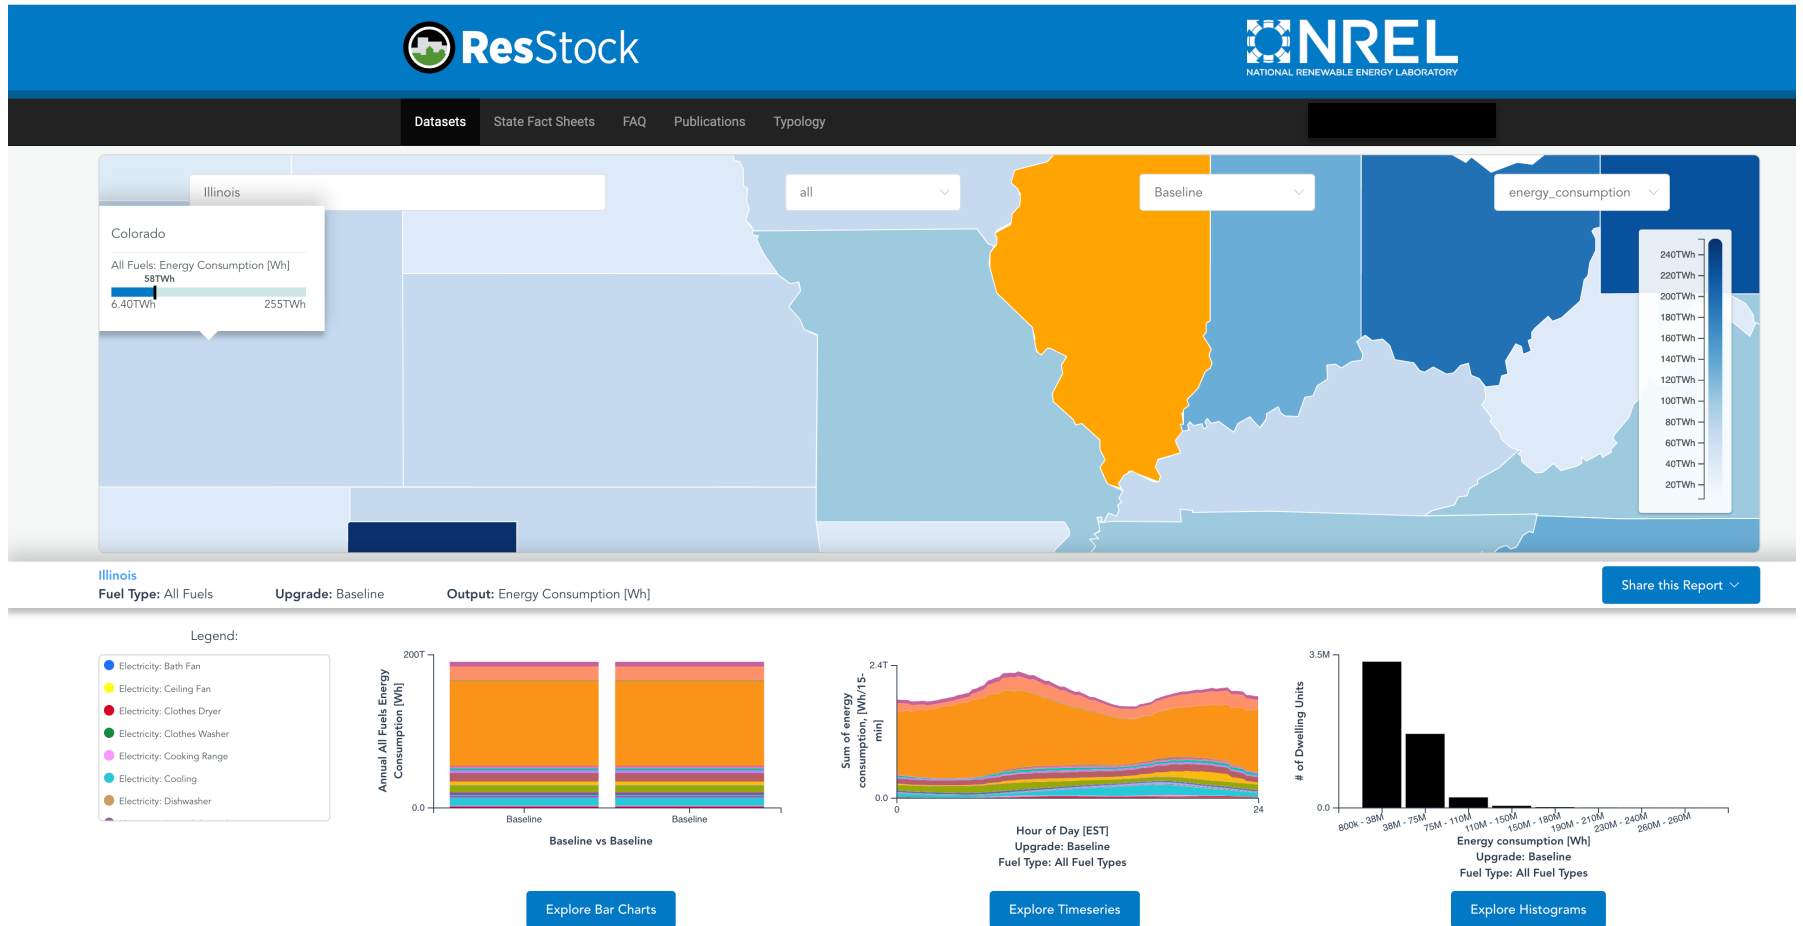 ResStock
NREL
NATIONAL RENEWABLE ENERGY LABORATORY
Datasets
State Fact Sheets
FAQ
Publications
Typology
Illinois
all
Baseline
energy_consumption
Colorado
All Fuels: Energy Consumption [Wh]
58TWh
6.40TWh
255TWh
240TWh
220TWh
200TWh
180TWh
160TWh
140TWh
120TWh
100TWh
80TWh
60TWh
40TWh
20TWh
Illinois
Fuel Type: All Fuels
Upgrade: Baseline
Output: Energy Consumption [Wh]
Share this Report
Legend:
Electricity: Bath Fan
Electricity: Ceiling Fan
Electricity: Clothes Dryer
Electricity: Clothes Washer
Electricity: Cooking Range
Electricity: Cooling
Electricity: Dishwasher
Annual All Fuels Energy
Consumption [Wh]
200T
0.0
Baseline
Baseline
Baseline vs Baseline
Explore Bar Charts
Sum of energy
consumption, [Wh/15-
min]
2.4T
0.0
0
24
Hour of Day [EST]
Upgrade: Baseline
Fuel Type: All Fuel Types
Explore Timeseries
# of Dwelling Units
3.5M
0.0
800k - 38M
38M - 75M
75M - 110M
110M - 150M
150M - 180M
190M - 210M
230M - 240M
260M - 260M
Energy consumption [Wh]
Upgrade: Baseline
Fuel Type: All Fuel Types
Explore Histograms